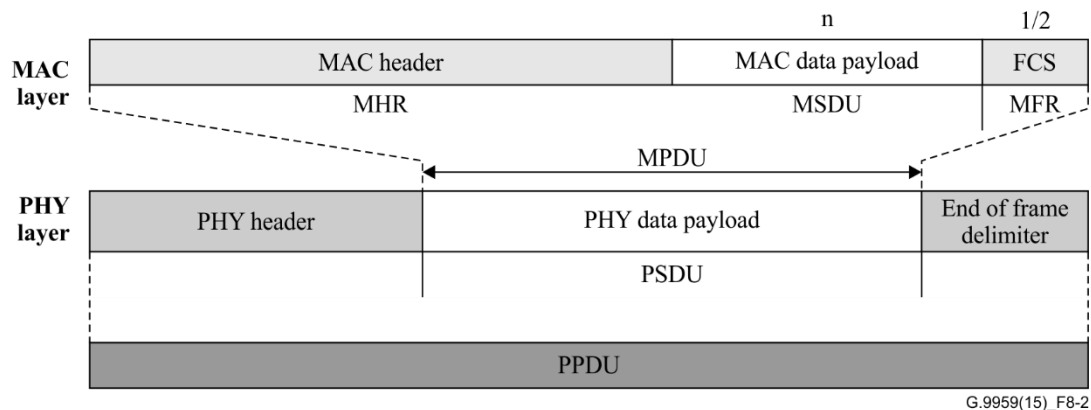 n 1/2
MAC layer
MAC header MAC data payload FCS
MHR MSDU MFR
MPDU
PHY layer
PHY header PHY data payload End of frame delimiter
PSDU
PPDU
G.9959(15)_F8-2